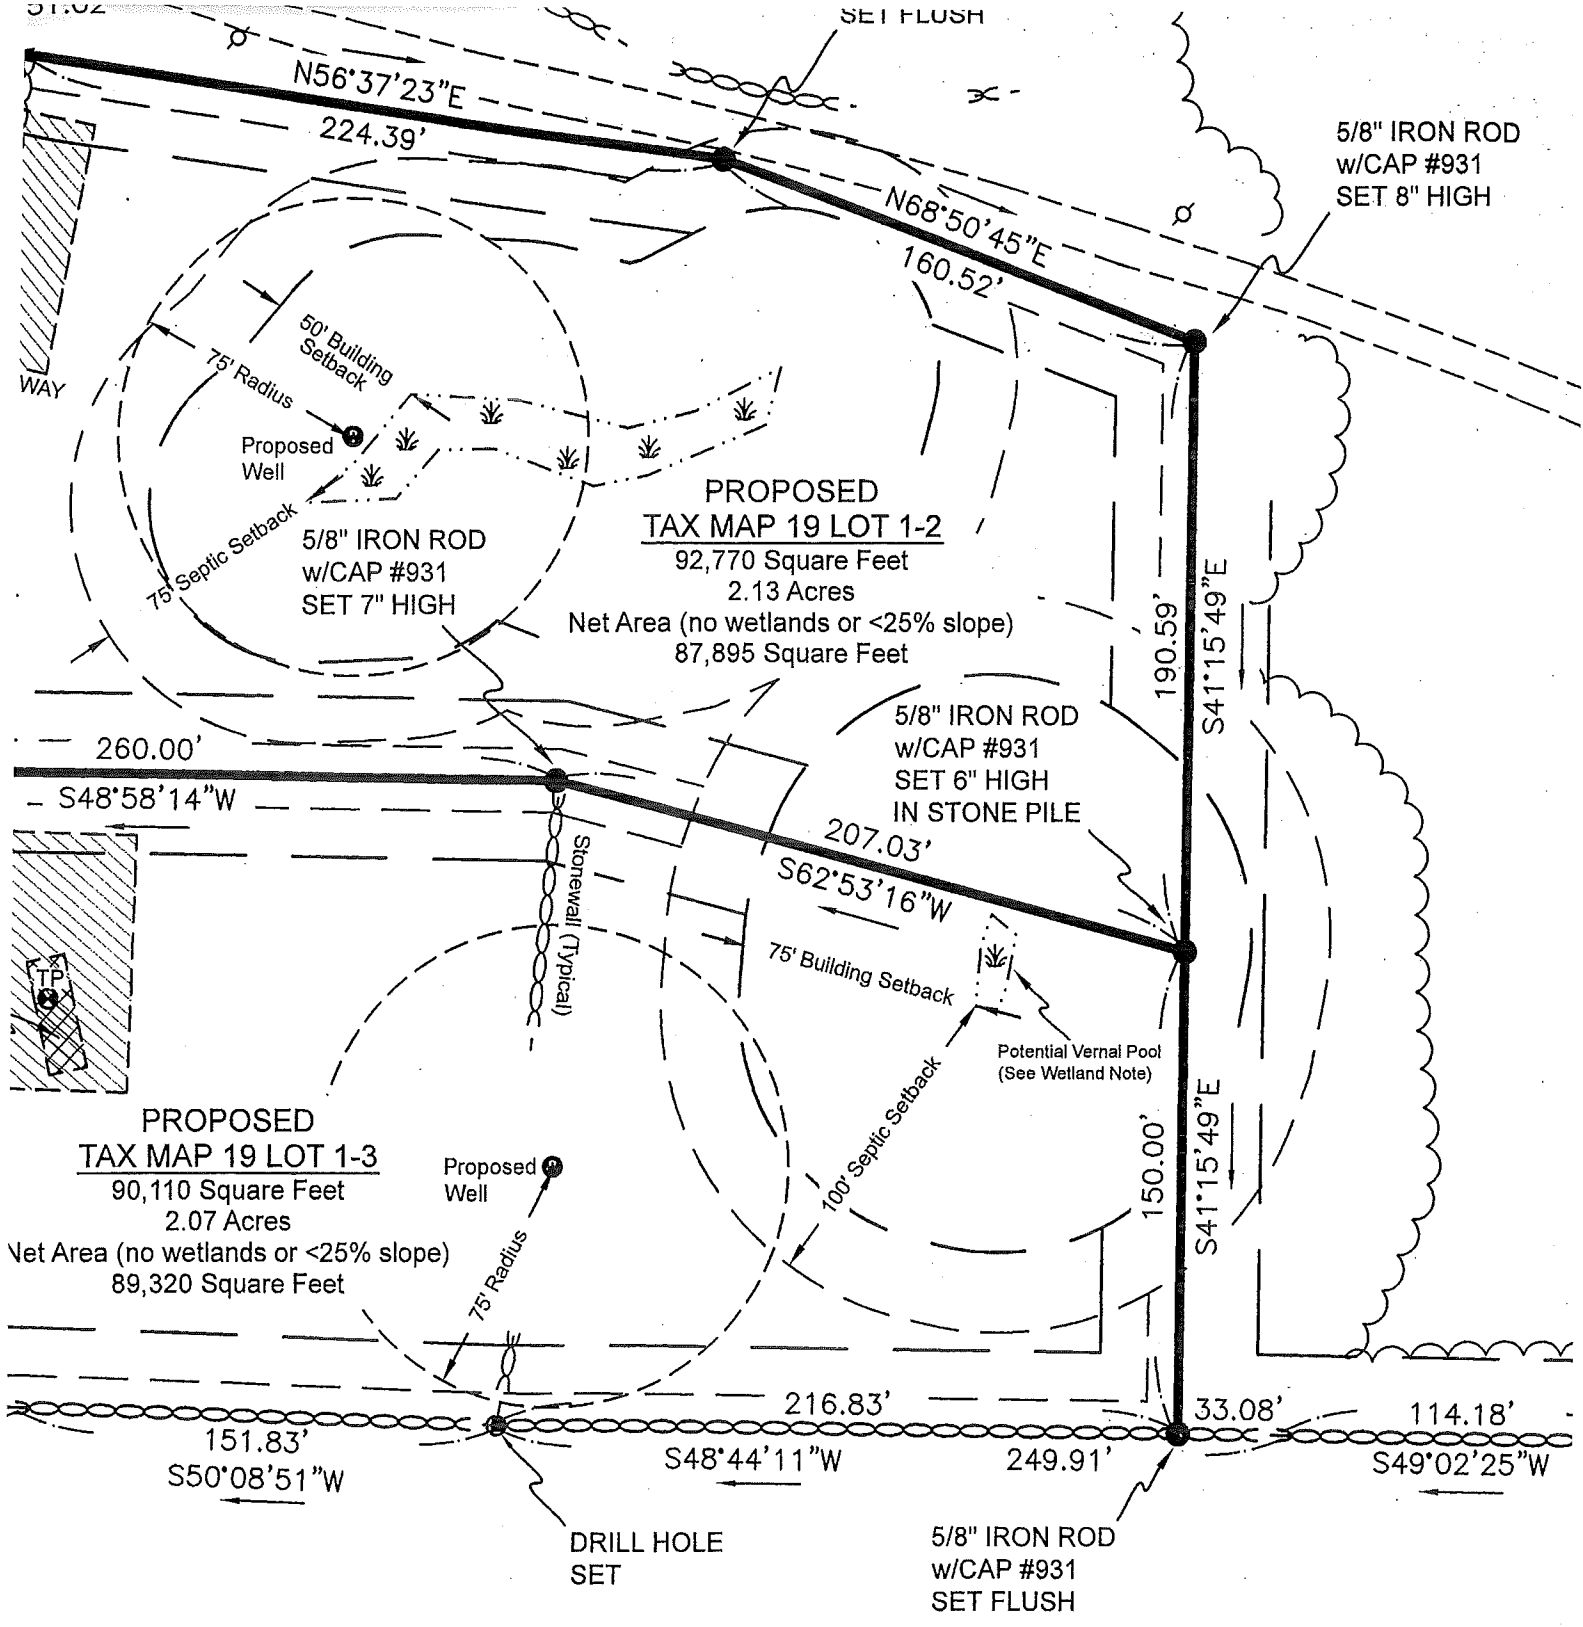 51.02
SET FLUSH
N56°37'23"E
224.39'
5/8" IRON ROD
w/CAP #931
SET 8" HIGH
N68°50'45"E
160.52'
50' Building
Setback
75' Radius
WAY
Proposed
Well
75' Septic Setback
5/8" IRON ROD
w/CAP #931
SET 7" HIGH
PROPOSED
TAX MAP 19 LOT 1-2
92,770 Square Feet
2.13 Acres
Net Area (no wetlands or <25% slope)
87,895 Square Feet
190.59'
S41°15'49"E
5/8" IRON ROD
w/CAP #931
SET 6" HIGH
IN STONE PILE
260.00'
S48°58'14"W
207.03'
S62°53'16"W
Stonewall (Typical)
75' Building Setback
TP
Potential Vernal Pool
(See Wetland Note)
100' Septic Setback
150.00'
S41°15'49"E
PROPOSED
TAX MAP 19 LOT 1-3
90,110 Square Feet
2.07 Acres
Net Area (no wetlands or <25% slope)
89,320 Square Feet
Proposed
Well
75' Radius
216.83'
33.08'
114.18'
151.83'
S50°08'51"W
S48°44'11"W
249.91'
S49°02'25"W
DRILL HOLE
SET
5/8" IRON ROD
w/CAP #931
SET FLUSH